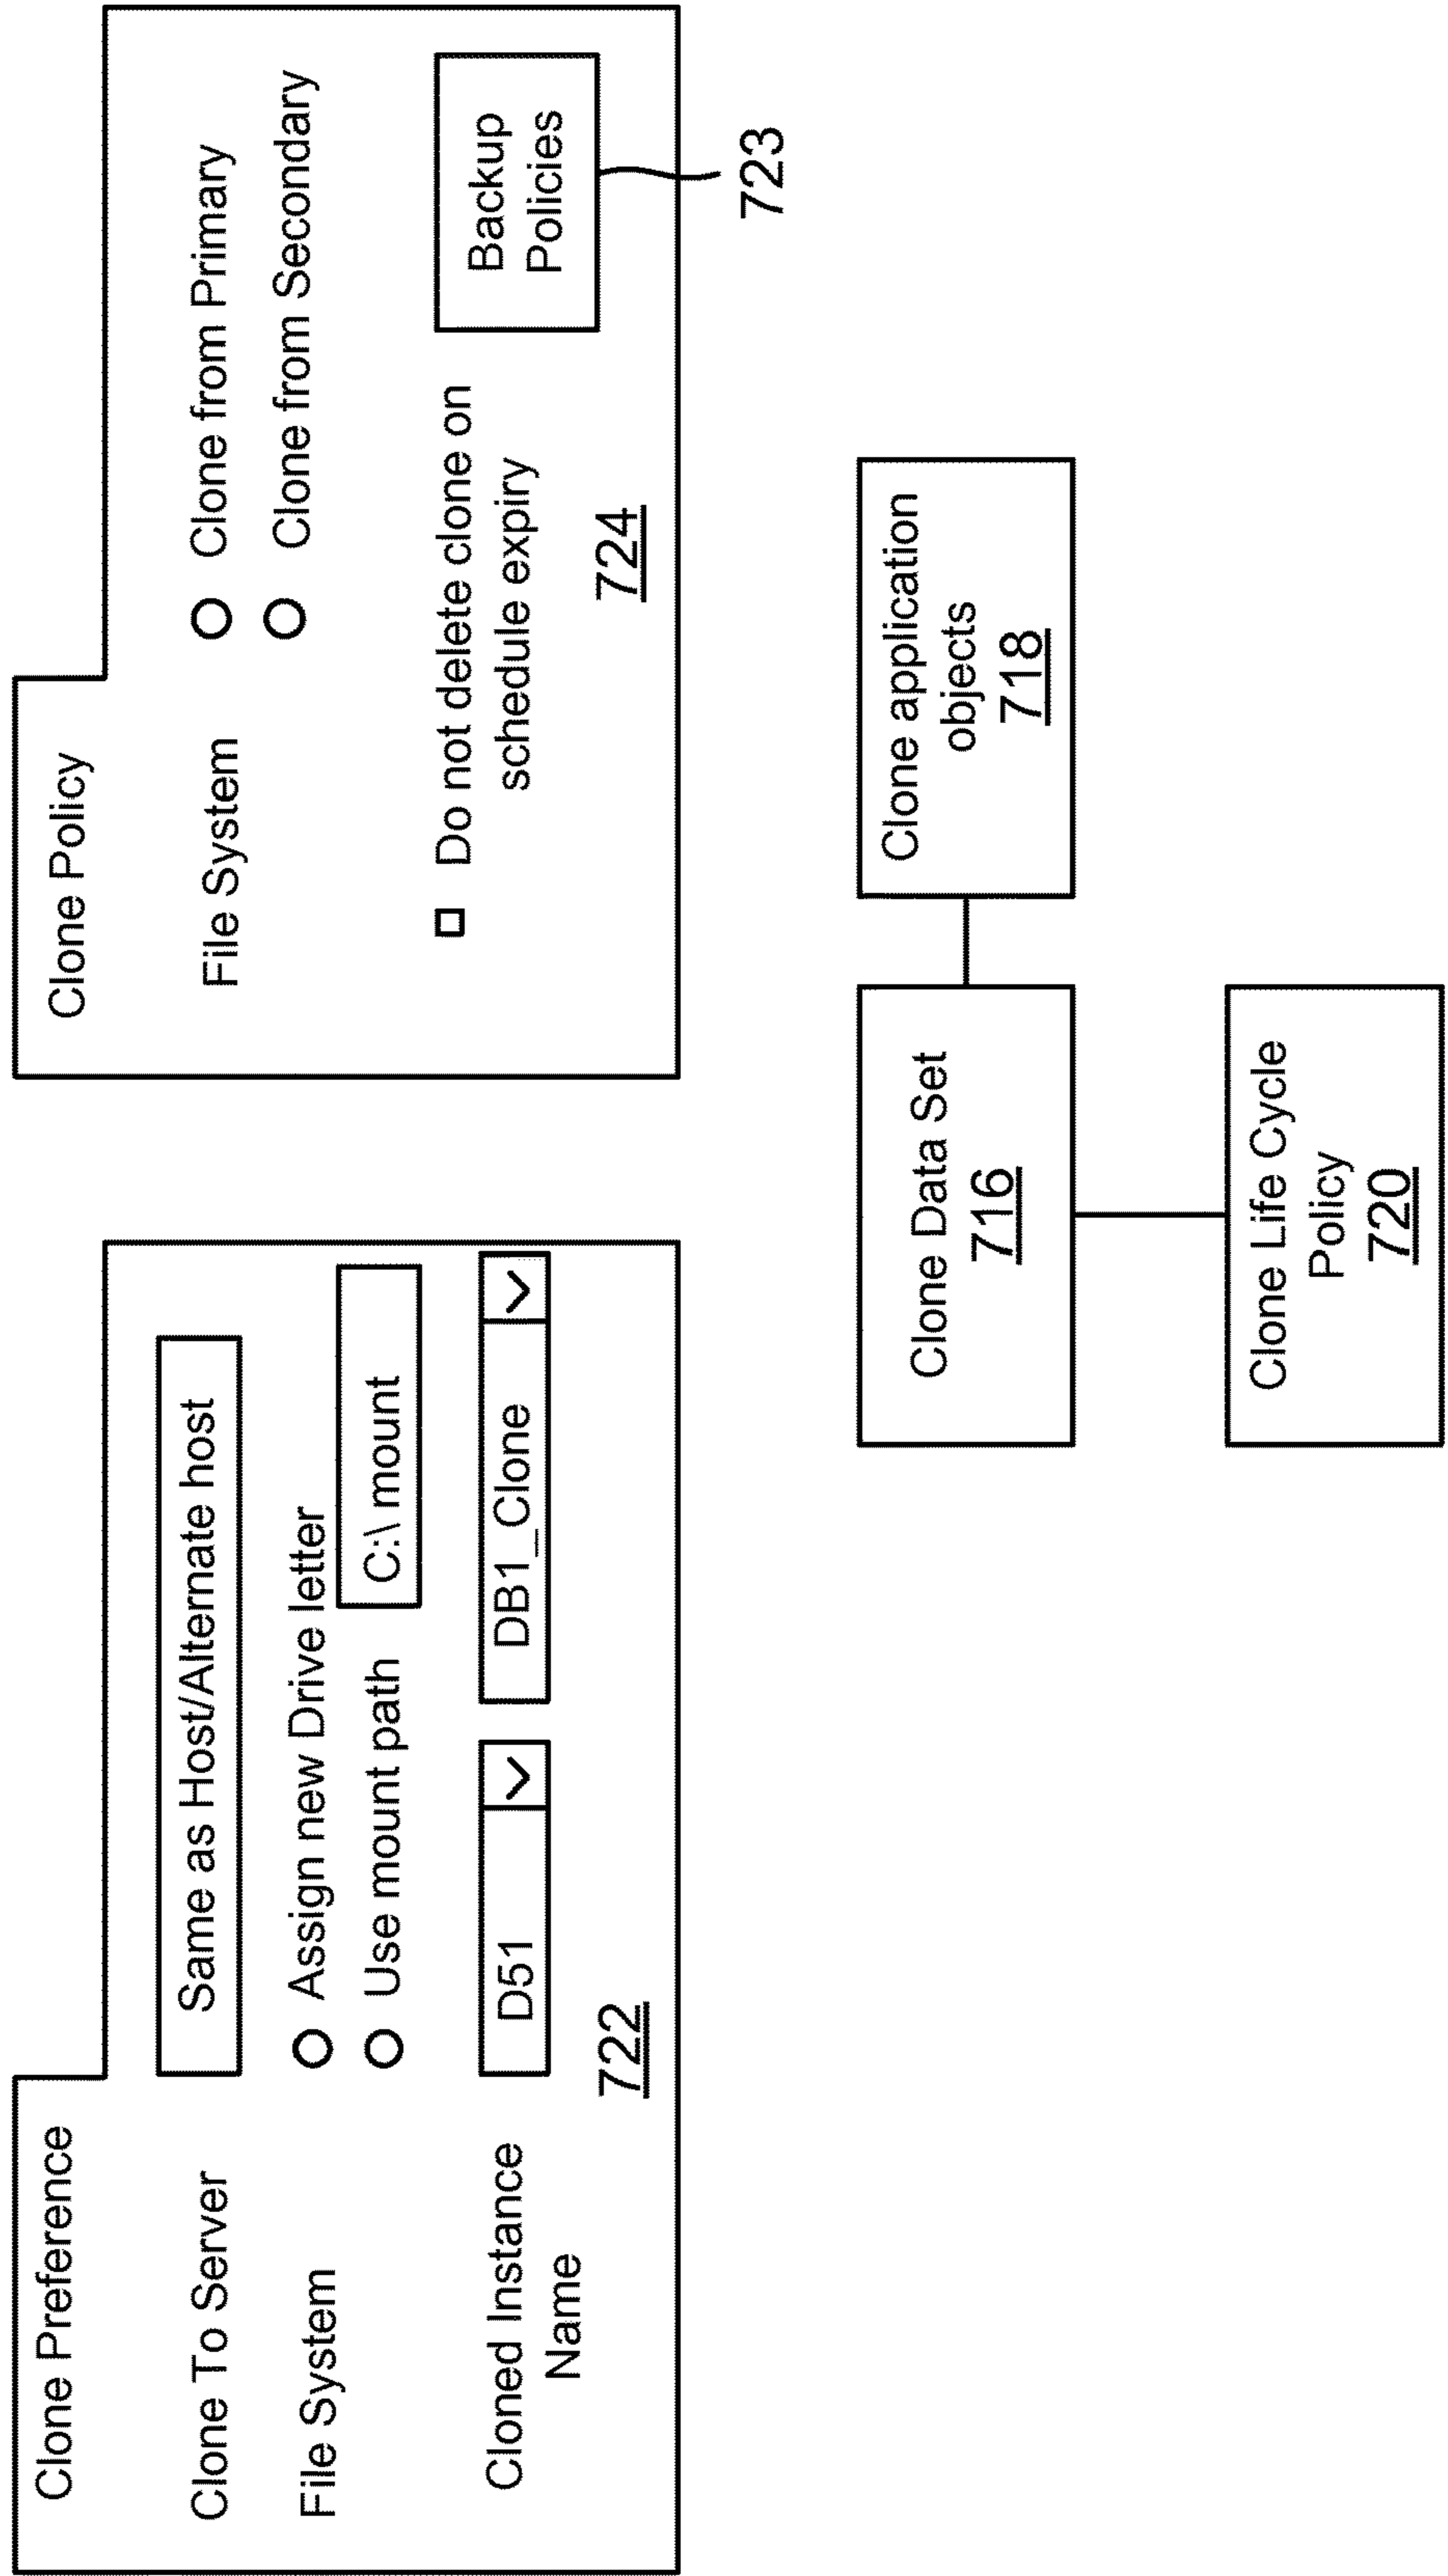 Clone Preference
Clone To Server
Same as Host/Alternate host
File System
Assign new Drive letter
Use mount path
C:\ mount
Cloned Instance
Name
D51
DB1_Clone
722
Clone Policy
File System
Clone from Primary
Clone from Secondary
Do not delete clone on
schedule expiry
Backup
Policies
724
723
Clone Data Set
716
Clone application
objects
718
Clone Life Cycle
Policy
720